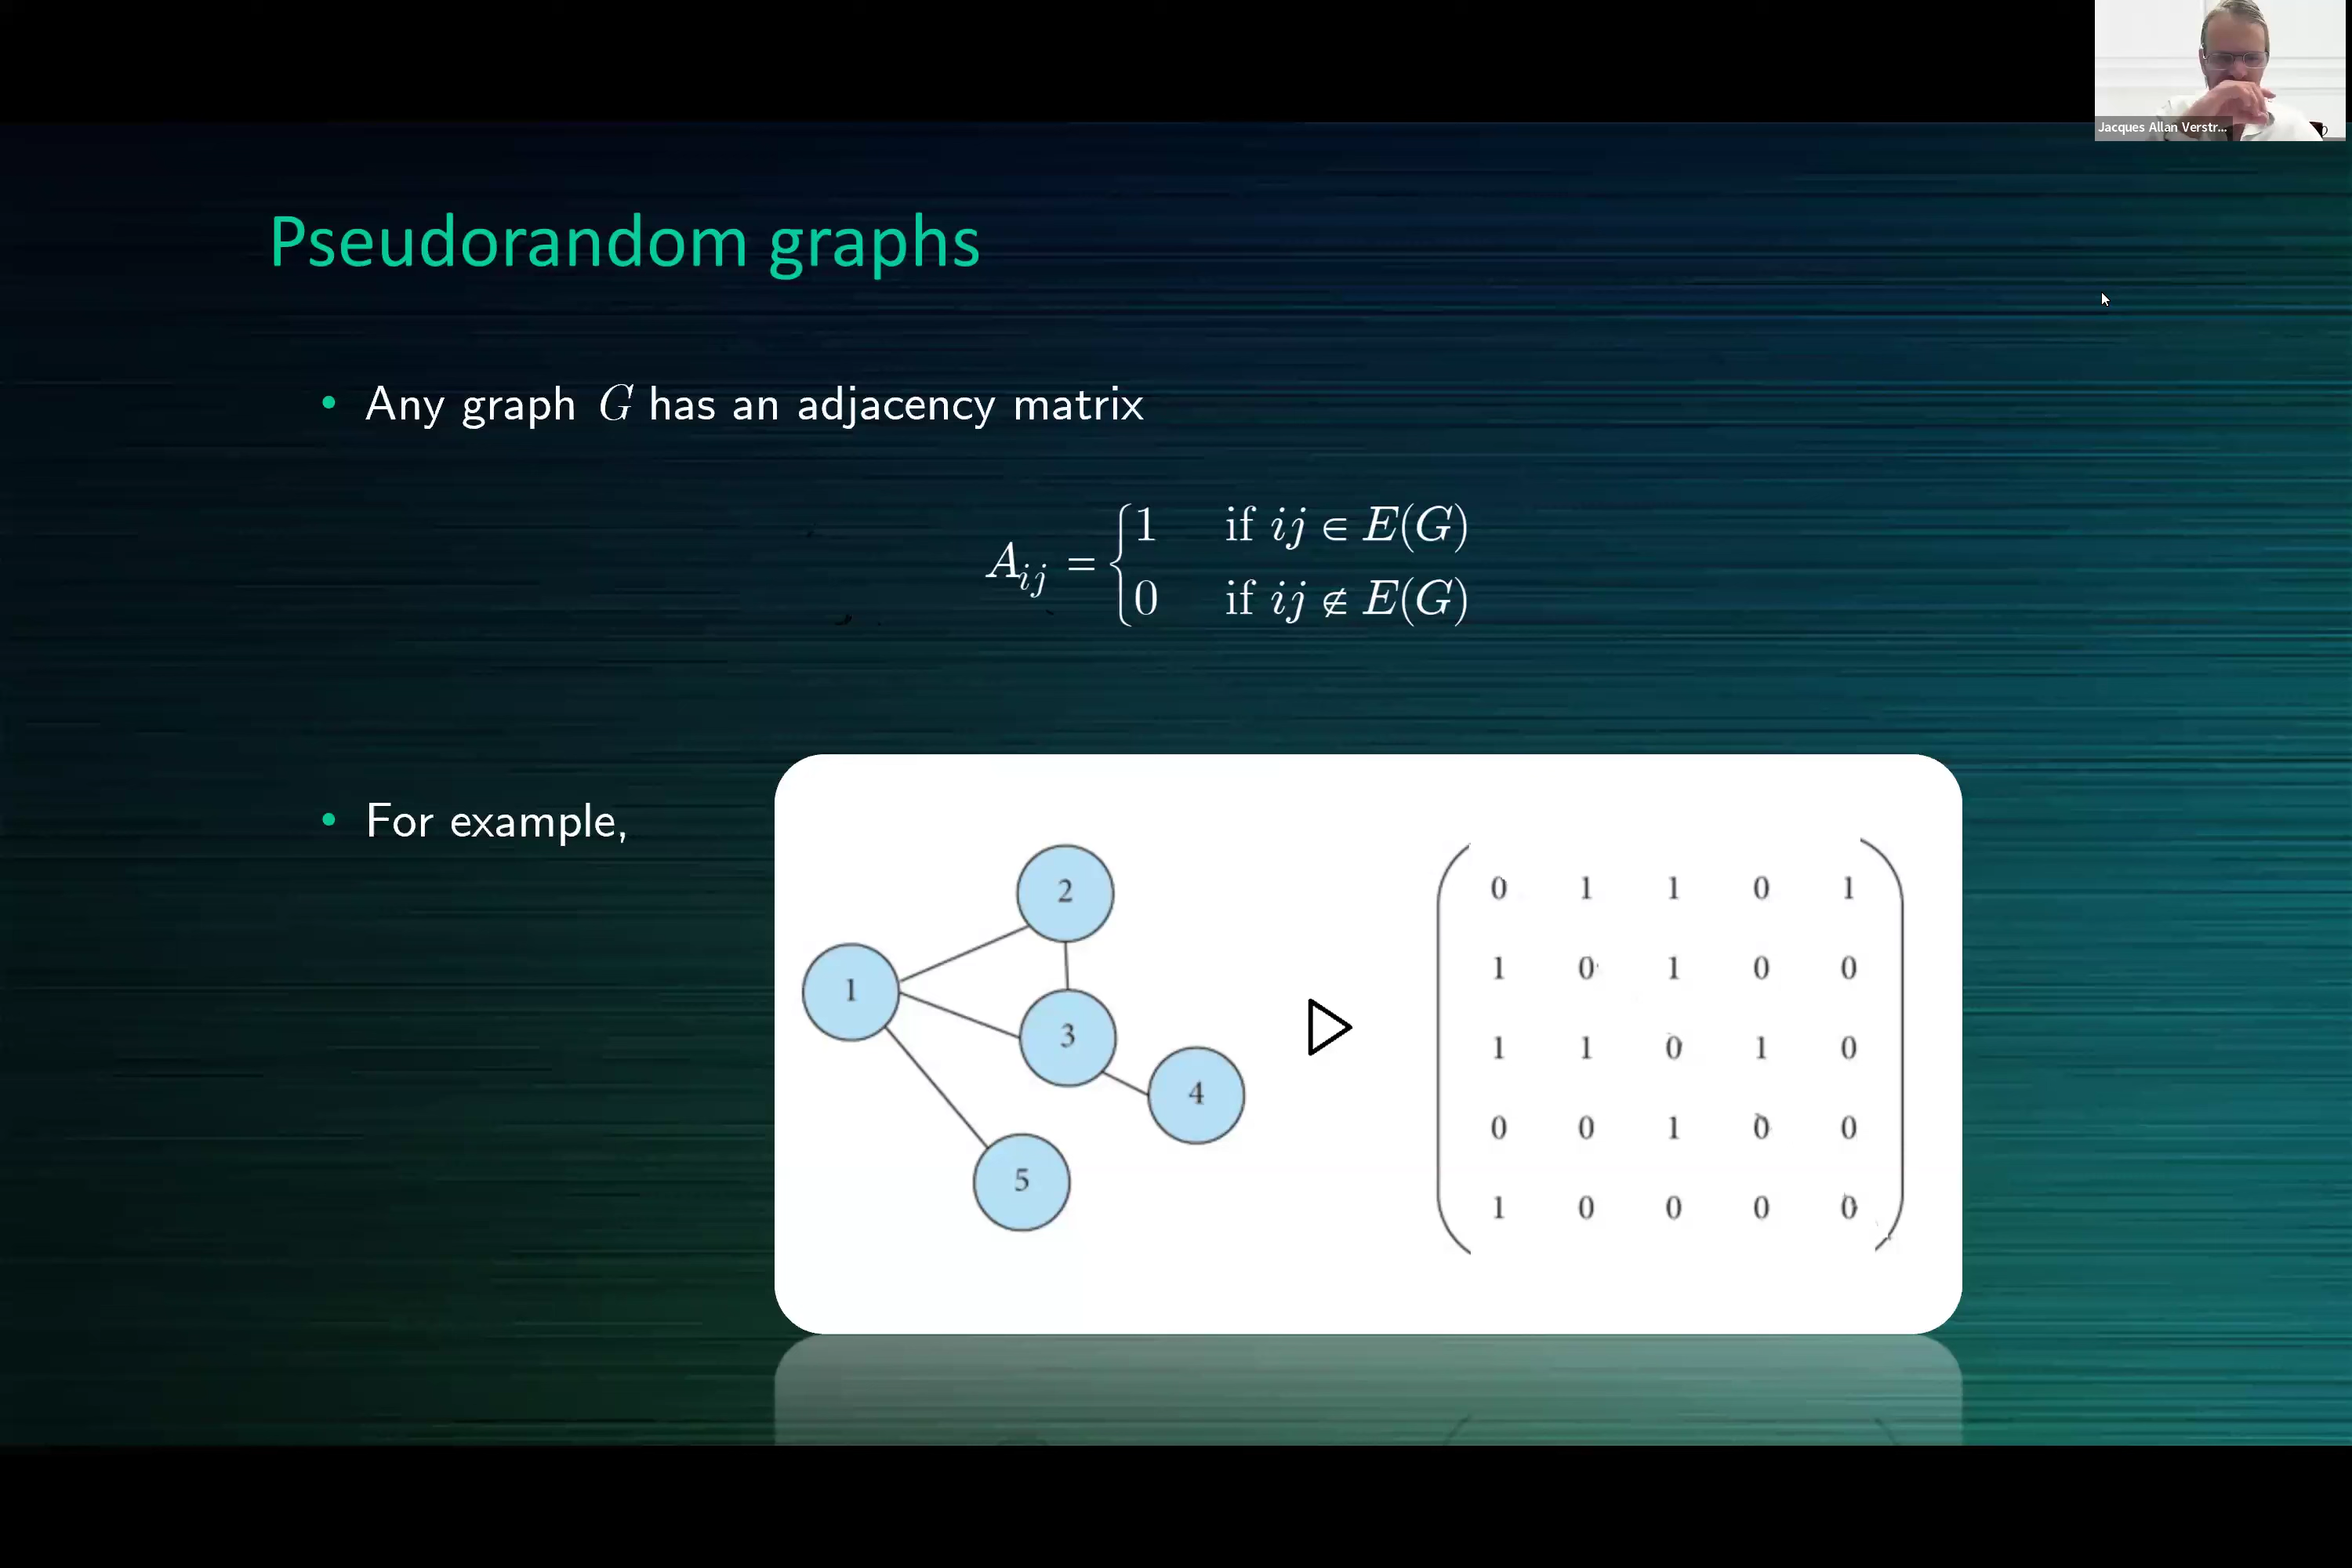 Jacques Allan Verstr...
Pseudorandom graphs
• Any graph G has an adjacency matrix
A_{ij} = { 1 if ij ∈ E(G)
0 if ij ∉ E(G)
• For example,
2
1
3
4
5
0 1 1 0 1
1 0 1 0 0
1 1 0 1 0
0 0 1 0 0
1 0 0 0 0